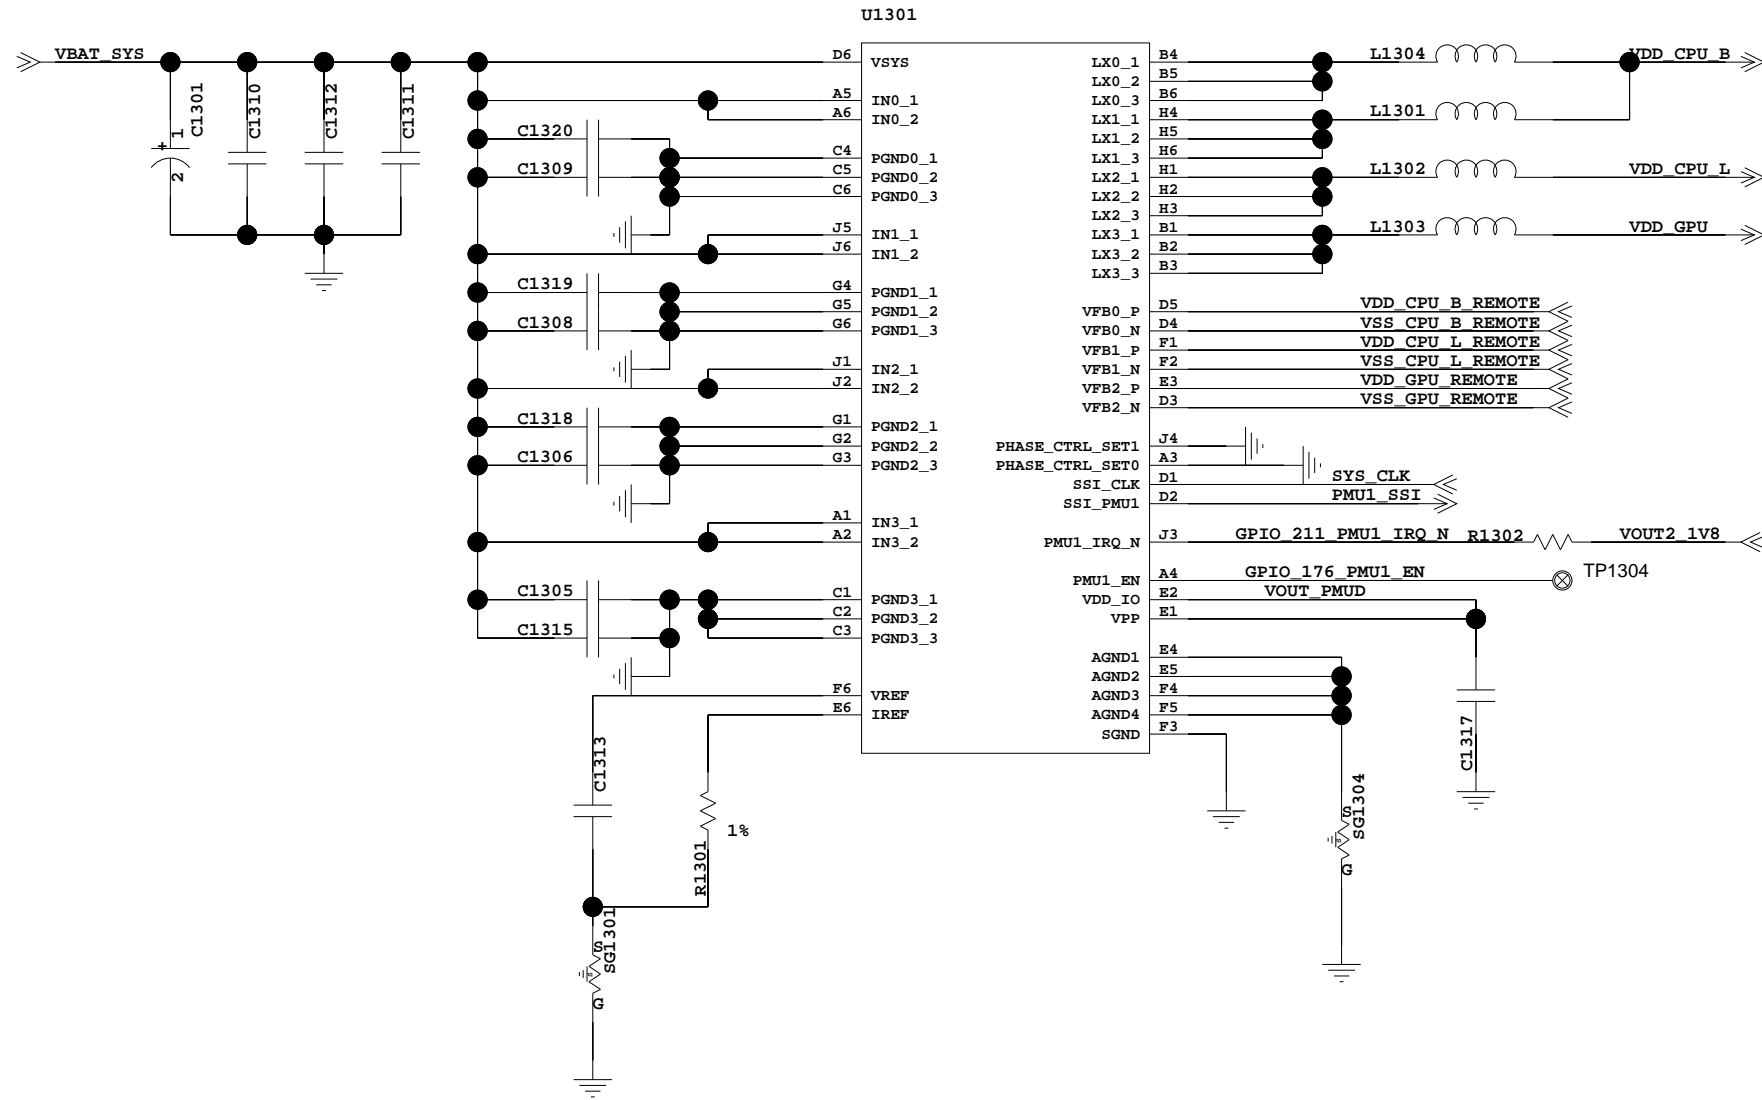 U1301
VBAT_SYS
C1301
1
+
2
C1310
C1312
C1311
D6 VSYS
A5 IN0_1
A6 IN0_2
C1320
C4 PGND0_1
C1309
C5 PGND0_2
C6 PGND0_3
J5 IN1_1
J6 IN1_2
C1319
G4 PGND1_1
G5 PGND1_2
C1308
G6 PGND1_3
J1 IN2_1
J2 IN2_2
C1318
G1 PGND2_1
G2 PGND2_2
C1306
G3 PGND2_3
A1 IN3_1
A2 IN3_2
C1305
C1 PGND3_1
C2 PGND3_2
C1315
C3 PGND3_3
F6 VREF
E6 IREF
C1313
1%
R1301
SG1301
S
S
G
LX0_1 B4 L1304 VDD_CPU_B
LX0_2 B5
LX0_3 B6
LX1_1 H4 L1301
LX1_2 H5
LX1_3 H6
LX2_1 H1 L1302 VDD_CPU_L
LX2_2 H2
LX2_3 H3
LX3_1 B1 L1303 VDD_GPU
LX3_2 B2
LX3_3 B3
VFB0_P D5 VDD_CPU_B_REMOTE
VFB0_N D4 VSS_CPU_B_REMOTE
VFB1_P F1 VDD_CPU_L_REMOTE
VFB1_N F2 VSS_CPU_L_REMOTE
VFB2_P E3 VDD_GPU_REMOTE
VFB2_N D3 VSS_GPU_REMOTE
PHASE_CTRL_SET1 J4
PHASE_CTRL_SET0 A3
SSI_CLK D1 SYS_CLK
SSI_PMU1 D2 PMU1_SSI
PMU1_IRQ_N J3 GPIO_211_PMU1_IRQ_N R1302 VOUT2_1V8
PMU1_EN A4 GPIO_176_PMU1_EN TP1304
VDD_IO E2 VOUT_PMUD
VPP E1
AGND1 E4
AGND2 E5
AGND3 F4
AGND4 F5
SGND F3
C1317
SG1304
S
S
G